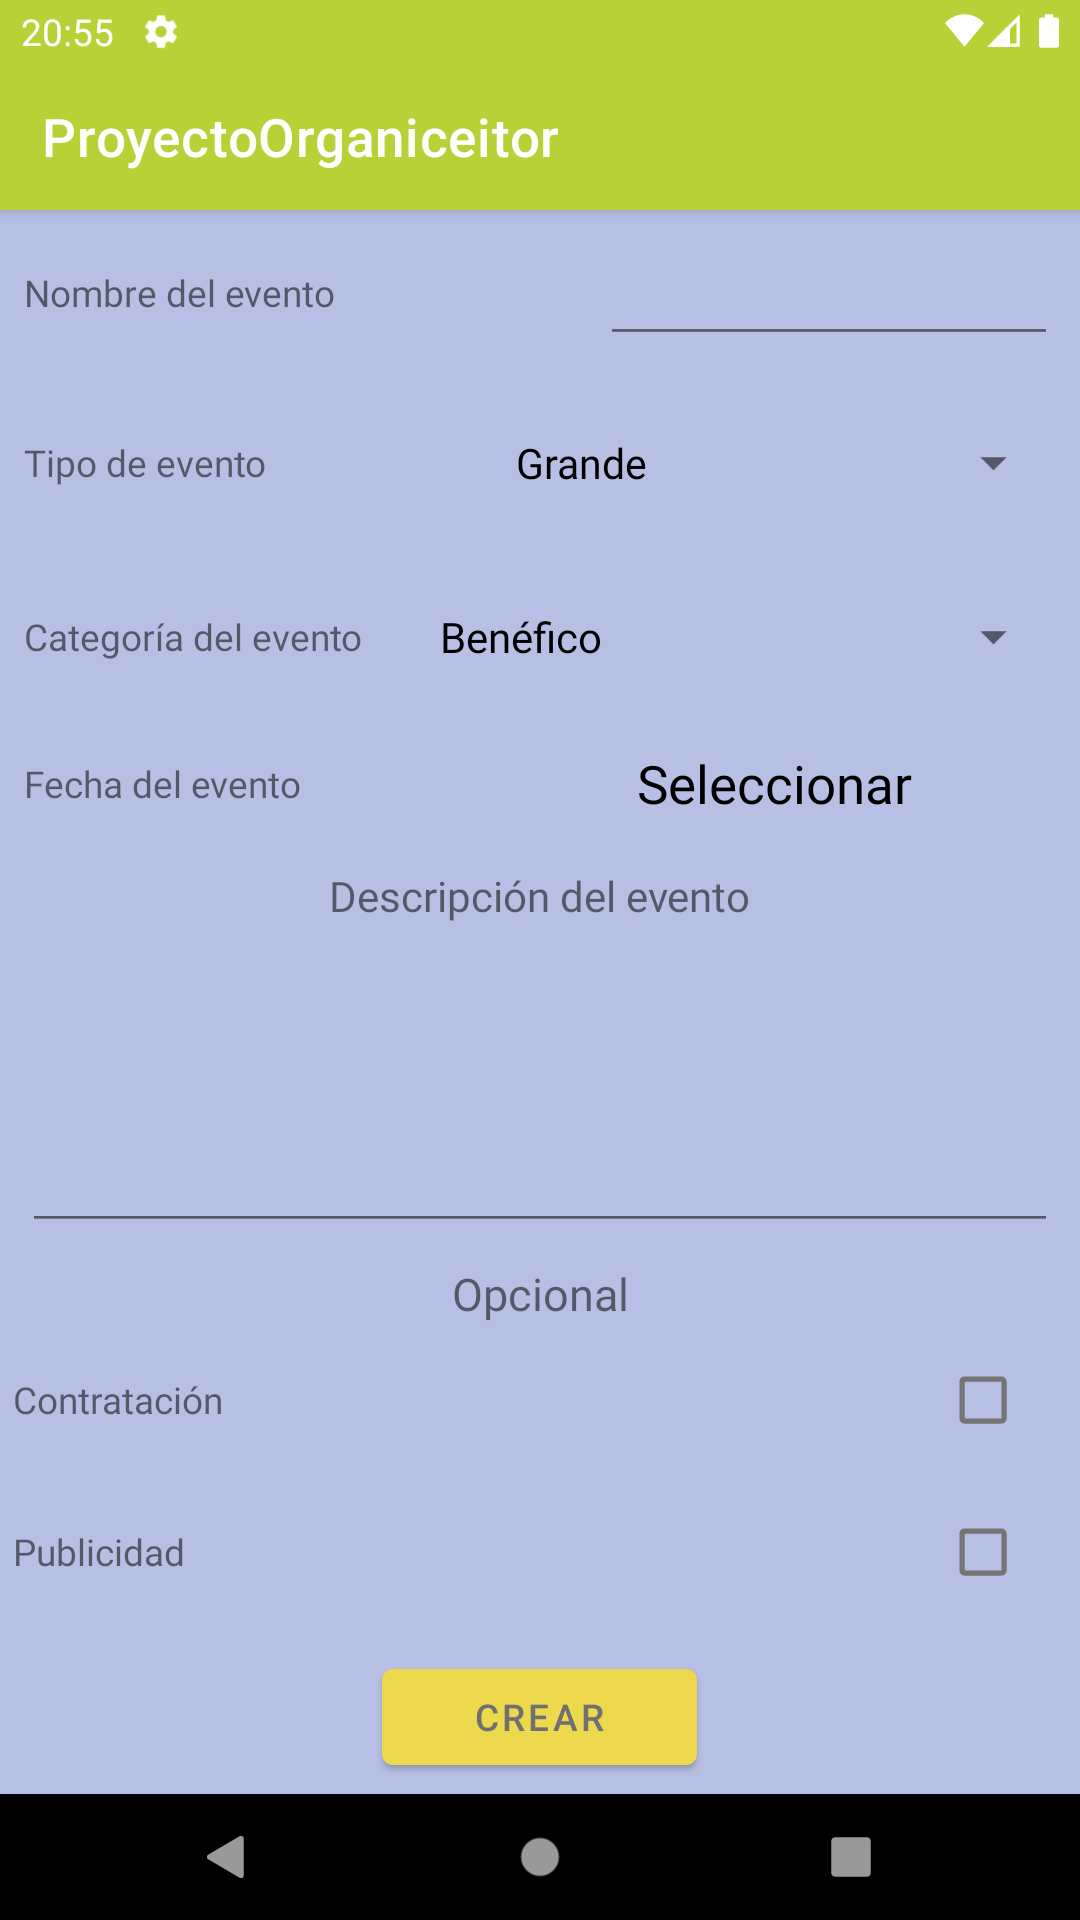 20:55
ProyectoOrganiceitor
Nombre del evento
Tipo de evento Grande
Categoría del evento Benéfico
Fecha del evento Seleccionar
Descripción del evento
Opcional
Contratación
Publicidad
CREAR